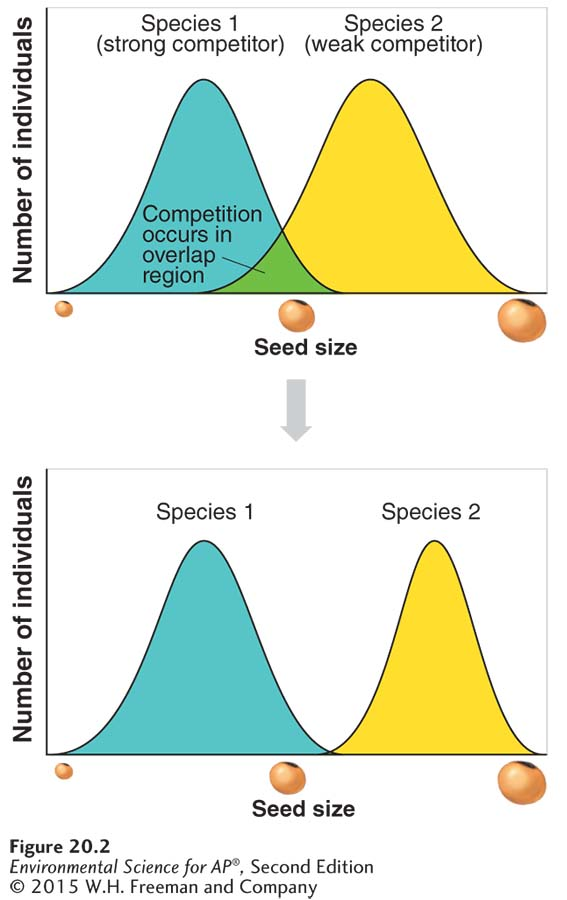 Species 1
(strong competitor)
Species 2
(weak competitor)
Number of individuals
Competition
occurs in
overlap
region
Seed size
Species 1
Species 2
Number of individuals
Seed size
Figure 20.2
Environmental Science for AP®, Second Edition
© 2015 W.H. Freeman and Company